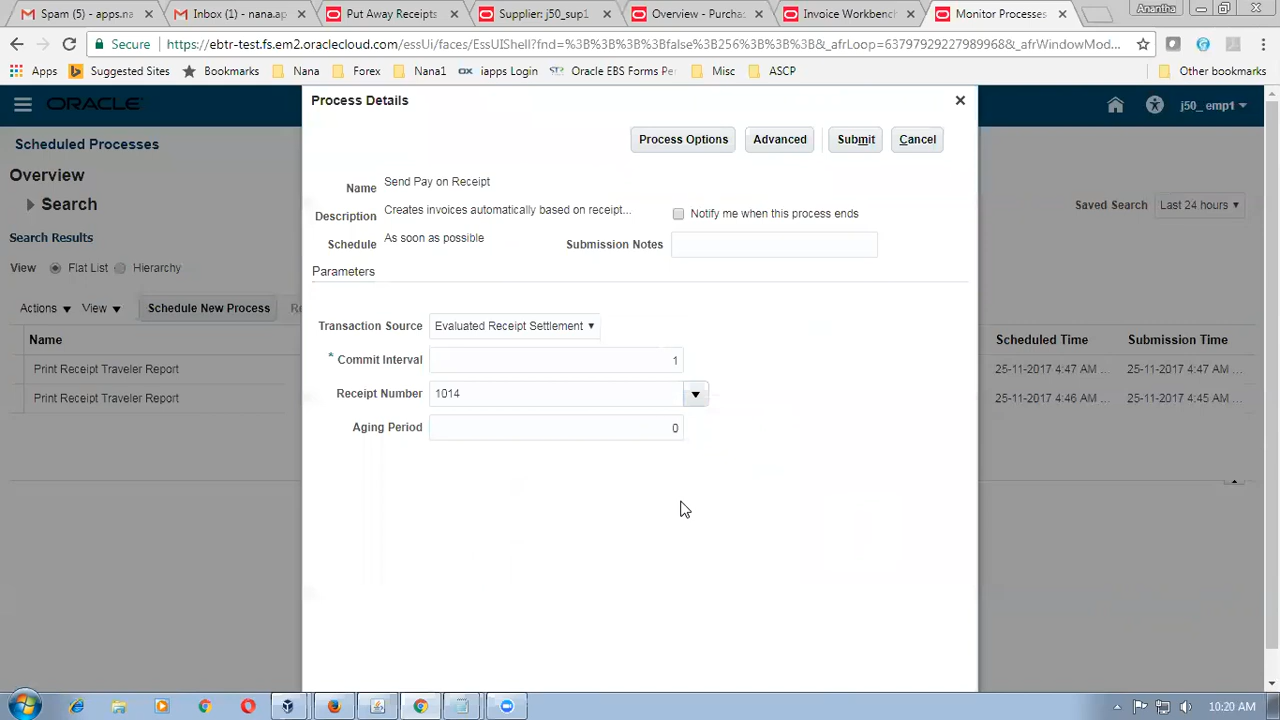 Spam (5) - apps.na
Inbox (1) - nana.ap
Put Away Receipts
Supplier: j50_sup1
Overview - Purcha
Invoice Workbenc
Monitor Processes
Anantha
Secure
https://ebtr-test.fs.em2.oraclecloud.com/essUi/faces/EssUIShell?fnd=%3B%3B%3B%3Bfalse%3B256%3B%3B%3B&_afrLoop=63797929227989968&_afrWindowMod...
Apps
Suggested Sites
Bookmarks
Nana
Forex
Nana1
iapps Login
Oracle EBS Forms Per
Misc
ASCP
Other bookmarks
ORACLE
j50_ emp1
Scheduled Processes
Overview
Search
Saved Search
Last 24 hours
Search Results
View
Flat List
Hierarchy
Actions
View
Schedule New Process
Re
Name
Scheduled Time
Submission Time
Print Receipt Traveler Report
25-11-2017 4:47 AM ...
25-11-2017 4:47 AM ...
Print Receipt Traveler Report
25-11-2017 4:46 AM ...
25-11-2017 4:45 AM ...
Process Details
Process Options
Advanced
Submit
Cancel
Name
Send Pay on Receipt
Description
Creates invoices automatically based on receipt...
Notify me when this process ends
Schedule
As soon as possible
Submission Notes
Parameters
Transaction Source
Evaluated Receipt Settlement
* Commit Interval
1
Receipt Number
1014
Aging Period
0
10:20 AM